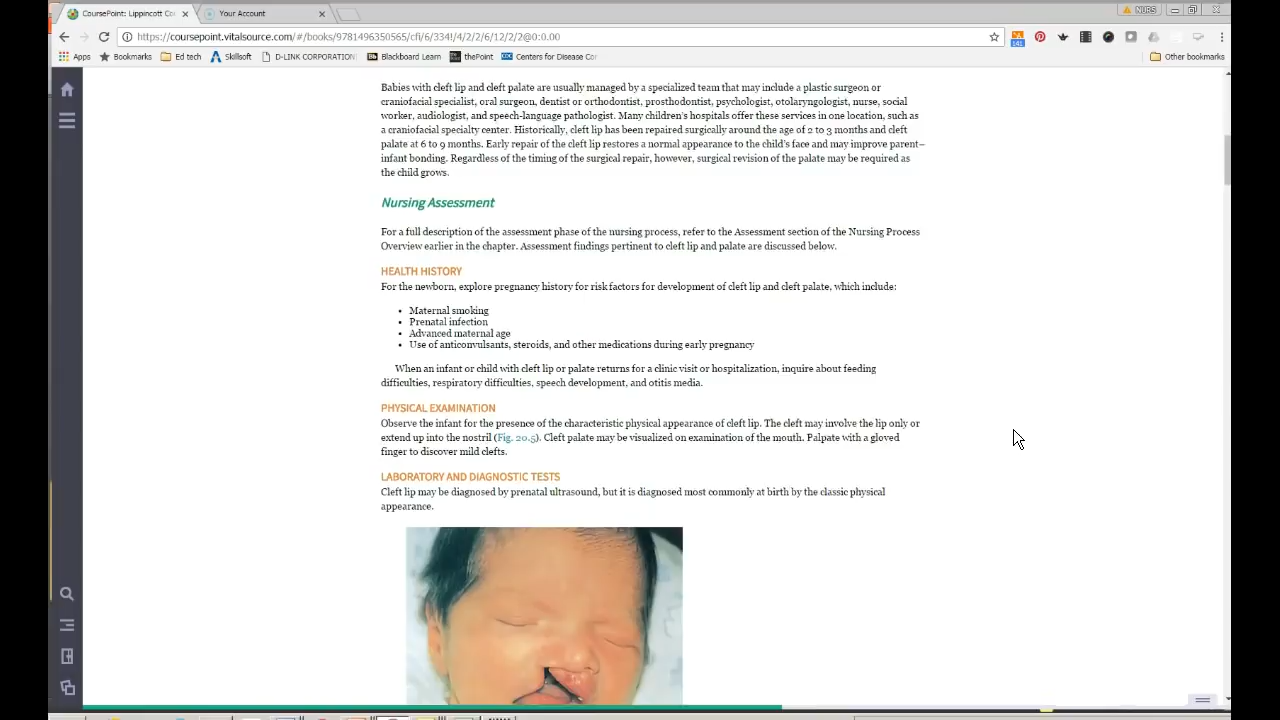 CoursePoint: Lippincott Co
Your Account
NURS
https://coursepoint.vitalsource.com/#/books/9781496350565/cfi/6/334!/4/2/2/6/12/2/2@0:0.00
Apps Bookmarks Ed tech Skillsoft D-LINK CORPORATION Blackboard Learn thePoint CDC Centers for Disease Cor Other bookmarks
Babies with cleft lip and cleft palate are usually managed by a specialized team that may include a plastic surgeon or
craniofacial specialist, oral surgeon, dentist or orthodontist, prosthodontist, psychologist, otolaryngologist, nurse, social
worker, audiologist, and speech-language pathologist. Many children's hospitals offer these services in one location, such as
a craniofacial specialty center. Historically, cleft lip has been repaired surgically around the age of 2 to 3 months and cleft
palate at 6 to 9 months. Early repair of the cleft lip restores a normal appearance to the child's face and may improve parent–
infant bonding. Regardless of the timing of the surgical repair, however, surgical revision of the palate may be required as
the child grows.
Nursing Assessment
For a full description of the assessment phase of the nursing process, refer to the Assessment section of the Nursing Process
Overview earlier in the chapter. Assessment findings pertinent to cleft lip and palate are discussed below.
HEALTH HISTORY
For the newborn, explore pregnancy history for risk factors for development of cleft lip and cleft palate, which include:
• Maternal smoking
• Prenatal infection
• Advanced maternal age
• Use of anticonvulsants, steroids, and other medications during early pregnancy
When an infant or child with cleft lip or palate returns for a clinic visit or hospitalization, inquire about feeding
difficulties, respiratory difficulties, speech development, and otitis media.
PHYSICAL EXAMINATION
Observe the infant for the presence of the characteristic physical appearance of cleft lip. The cleft may involve the lip only or
extend up into the nostril (Fig. 20.5). Cleft palate may be visualized on examination of the mouth. Palpate with a gloved
finger to discover mild clefts.
LABORATORY AND DIAGNOSTIC TESTS
Cleft lip may be diagnosed by prenatal ultrasound, but it is diagnosed most commonly at birth by the classic physical
appearance.